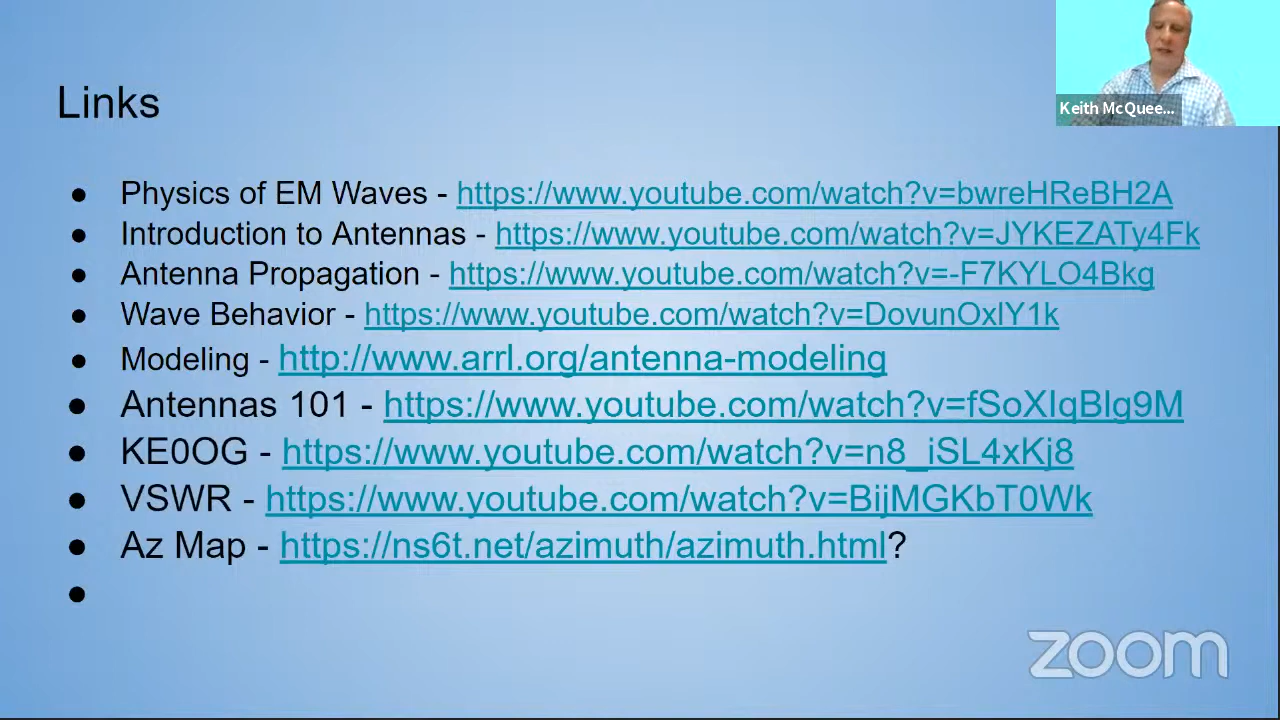 Keith McQuee...
Links
● Physics of EM Waves - https://www.youtube.com/watch?v=bwreHReBH2A
● Introduction to Antennas - https://www.youtube.com/watch?v=JYKEZATy4Fk
● Antenna Propagation - https://www.youtube.com/watch?v=-F7KYLO4Bkg
● Wave Behavior - https://www.youtube.com/watch?v=DovunOxlY1k
● Modeling - http://www.arrl.org/antenna-modeling
● Antennas 101 - https://www.youtube.com/watch?v=fSoXIqBlg9M
● KE0OG - https://www.youtube.com/watch?v=n8_iSL4xKj8
● VSWR - https://www.youtube.com/watch?v=BijMGKbT0Wk
● Az Map - https://ns6t.net/azimuth/azimuth.html?
●
zoom